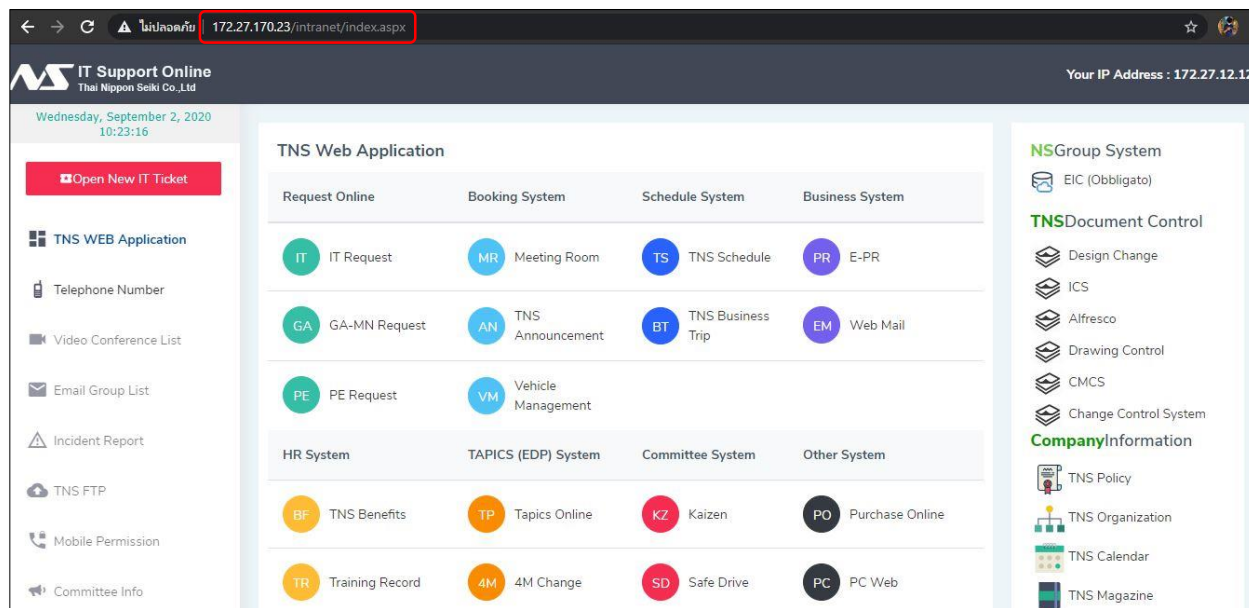 ไม่ปลอดภัย 172.27.170.23/intranet/index.aspx
NS IT Support Online
Thai Nippon Seiki Co.,Ltd
Your IP Address : 172.27.12.12
Wednesday, September 2, 2020
10:23:16
Open New IT Ticket
TNS WEB Application
Telephone Number
Video Conference List
Email Group List
Incident Report
TNS FTP
Mobile Permission
Committee Info
TNS Web Application
Request Online Booking System Schedule System Business System
IT IT Request MR Meeting Room TS TNS Schedule PR E-PR
GA GA-MN Request AN TNS Announcement BT TNS Business Trip EM Web Mail
PE PE Request VM Vehicle Management
HR System TAPICS (EDP) System Committee System Other System
BF TNS Benefits TP Tapics Online KZ Kaizen PO Purchase Online
TR Training Record 4M 4M Change SD Safe Drive PC PC Web
NSGroup System
EIC (Obbligato)
TNSDocument Control
Design Change
ICS
Alfresco
Drawing Control
CMCS
Change Control System
CompanyInformation
TNS Policy
TNS Organization
TNS Calendar
TNS Magazine